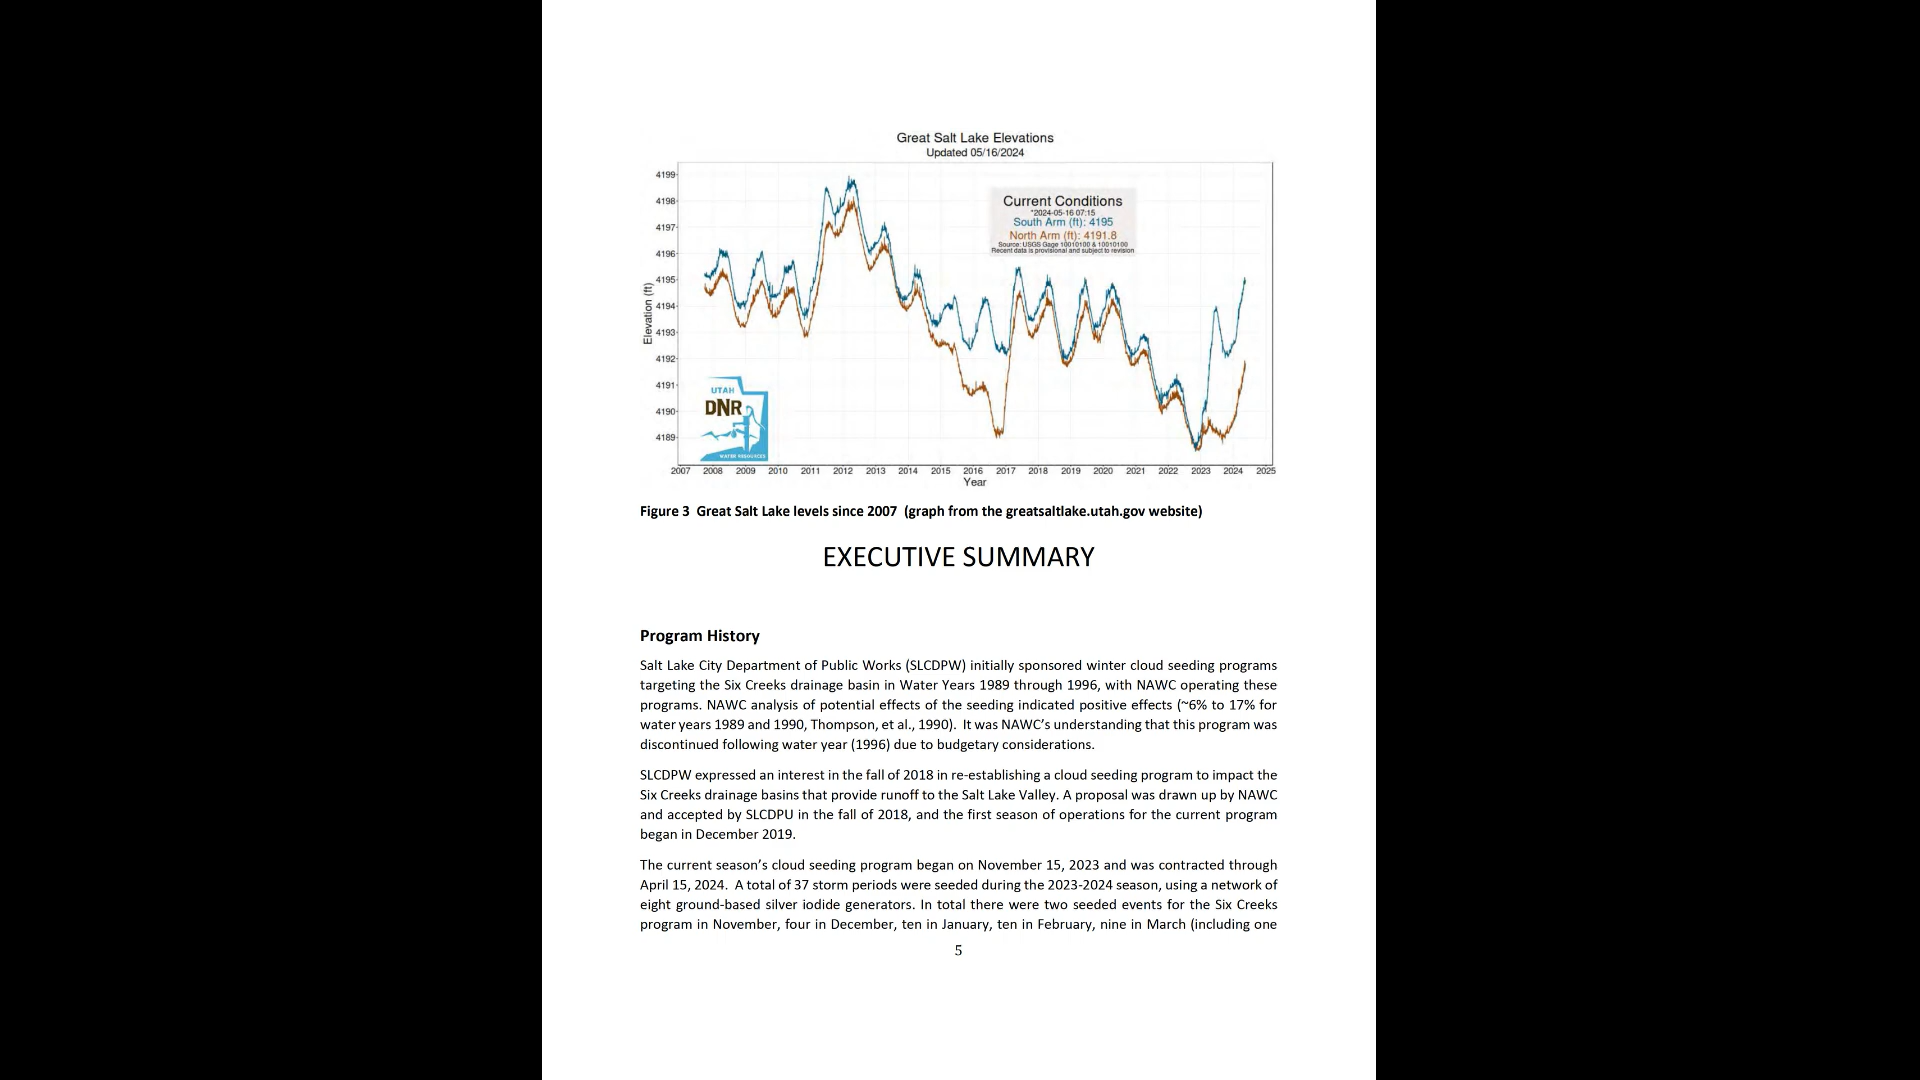 Great Salt Lake Elevations
Updated 05/16/2024
4199
4198
4197
4196
4195
4194
4193
4192
4191
4190
4189
Elevation (ft)
Current Conditions
*2024-05-16 07:15
South Arm (ft): 4195
North Arm (ft): 4191.8
Source: USGS Gage 10010100 & 10010100
Recent data is provisional and subject to revision
UTAH
DNR
WATER RESOURCES
2007 2008 2009 2010 2011 2012 2013 2014 2015 2016 2017 2018 2019 2020 2021 2022 2023 2024 2025
Year
Figure 3 Great Salt Lake levels since 2007 (graph from the greatsaltlake.utah.gov website)
EXECUTIVE SUMMARY
Program History
Salt Lake City Department of Public Works (SLCDPW) initially sponsored winter cloud seeding programs
targeting the Six Creeks drainage basin in Water Years 1989 through 1996, with NAWC operating these
programs. NAWC analysis of potential effects of the seeding indicated positive effects (~6% to 17% for
water years 1989 and 1990, Thompson, et al., 1990). It was NAWC’s understanding that this program was
discontinued following water year (1996) due to budgetary considerations.
SLCDPW expressed an interest in the fall of 2018 in re-establishing a cloud seeding program to impact the
Six Creeks drainage basins that provide runoff to the Salt Lake Valley. A proposal was drawn up by NAWC
and accepted by SLCDPU in the fall of 2018, and the first season of operations for the current program
began in December 2019.
The current season’s cloud seeding program began on November 15, 2023 and was contracted through
April 15, 2024. A total of 37 storm periods were seeded during the 2023-2024 season, using a network of
eight ground-based silver iodide generators. In total there were two seeded events for the Six Creeks
program in November, four in December, ten in January, ten in February, nine in March (including one
5